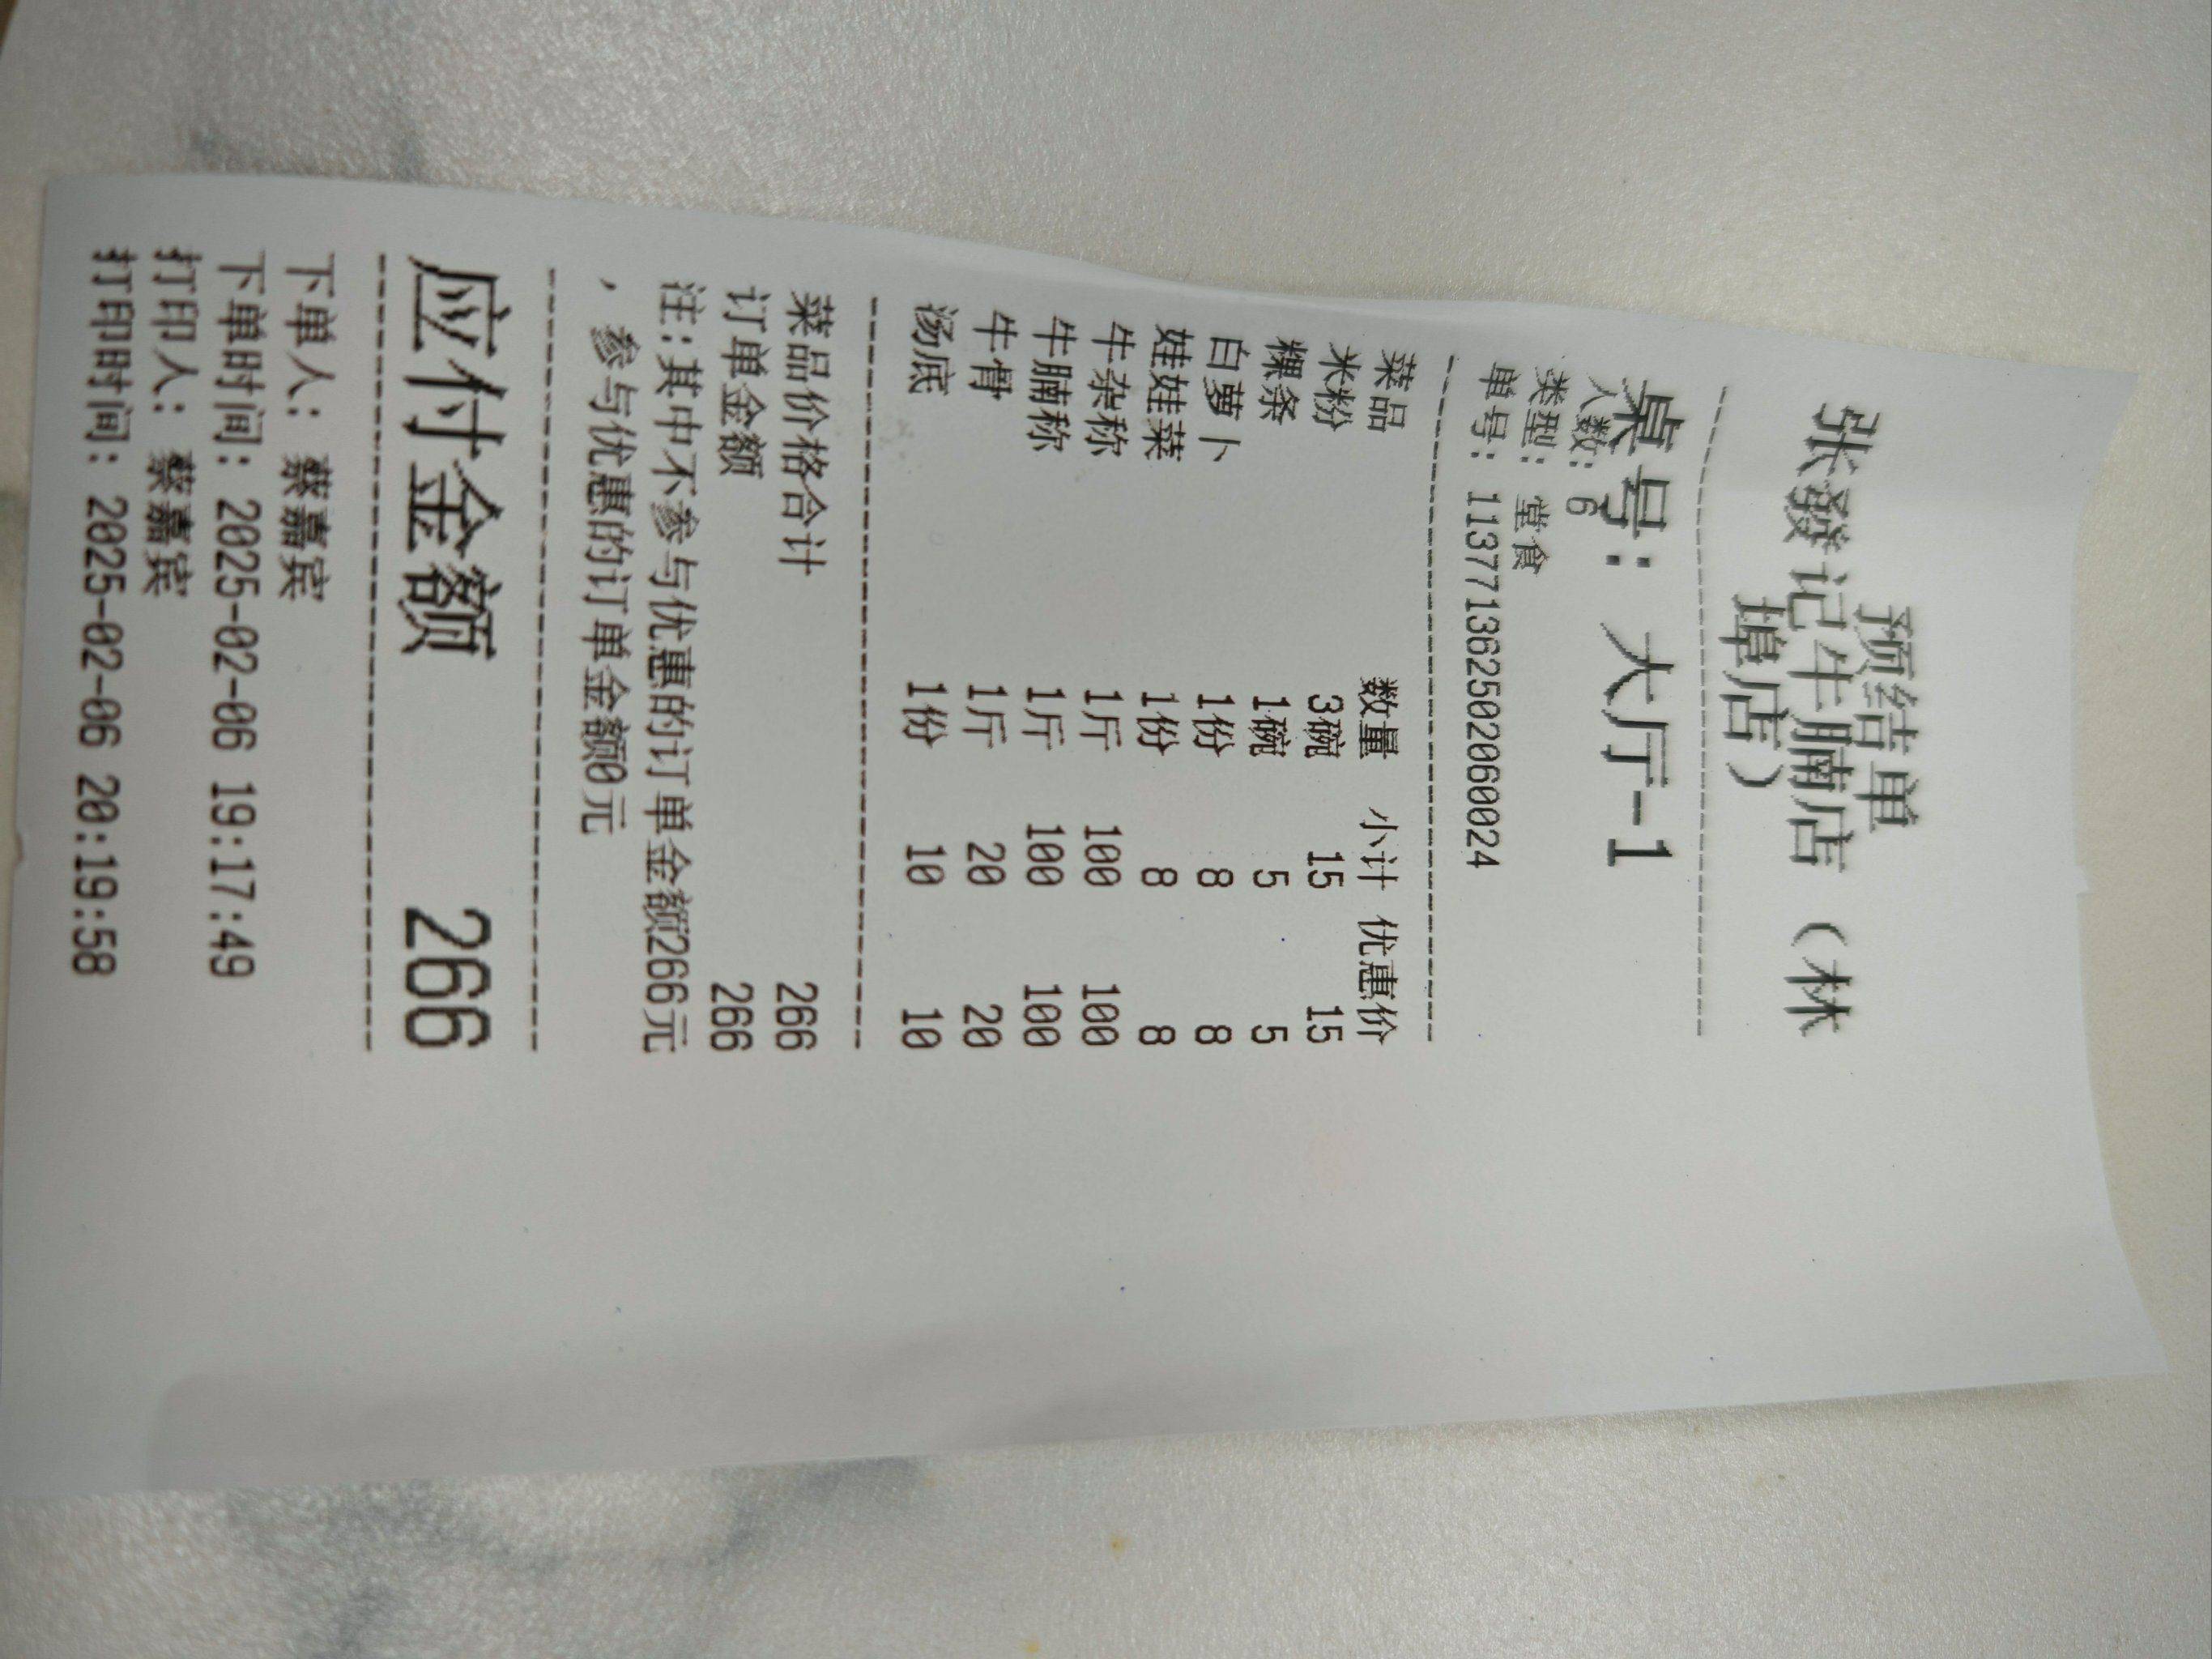 预结单
张發记牛腩店（林
埠店）
桌号：大厅-1
人数：6
类型：堂食
单号：113771362502060024
菜品 数量 小计 优惠价
米粉 3碗 15 15
粿条 1碗 5 5
白萝卜 1份 8 8
娃娃菜 1份 8 8
牛杂称 1斤 100 100
牛腩称 1斤 100 100
牛骨 1斤 20 20
汤底 1份 10 10
菜品价格合计 266
订单金额 266
注：其中不参与优惠的订单金额266元
，参与优惠的订单金额0元
应付金额 266
下单人：蔡嘉宾
下单时间：2025-02-06 19:17:49
打印人：蔡嘉宾
打印时间：2025-02-06 20:19:58